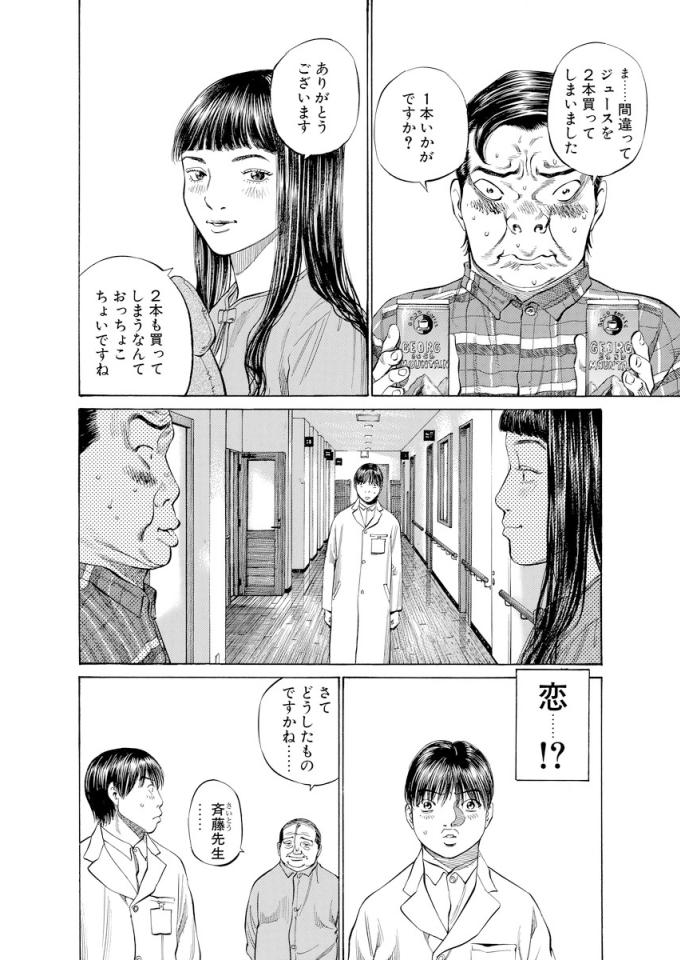 ま……間違って
ジュースを
２本買って
しまいました
１本いかが
ですか？
GEORG
MOUNTAIN
GEORG
MOUNTAIN
ありがとう
ございます
２本も買って
しまうなんて
おっちょこ
ちょいですね
恋……!?
さて
どうしたもの
ですかね……
斉藤先生
さいとう
……